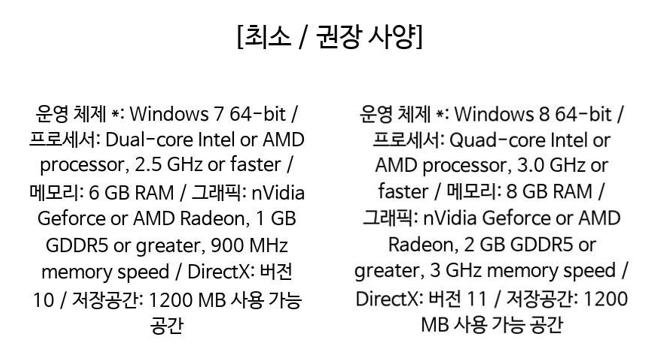 [최소 / 권장 사양]
운영 체제 *: Windows 7 64-bit /
프로세서: Dual-core Intel or AMD
processor, 2.5 GHz or faster /
메모리: 6 GB RAM / 그래픽: nVidia
Geforce or AMD Radeon, 1 GB
GDDR5 or greater, 900 MHz
memory speed / DirectX: 버전
10 / 저장공간: 1200 MB 사용 가능
공간
운영 체제 *: Windows 8 64-bit /
프로세서: Quad-core Intel or
AMD processor, 3.0 GHz or
faster / 메모리: 8 GB RAM /
그래픽: nVidia Geforce or AMD
Radeon, 2 GB GDDR5 or
greater, 3 GHz memory speed /
DirectX: 버전 11 / 저장공간: 1200
MB 사용 가능 공간